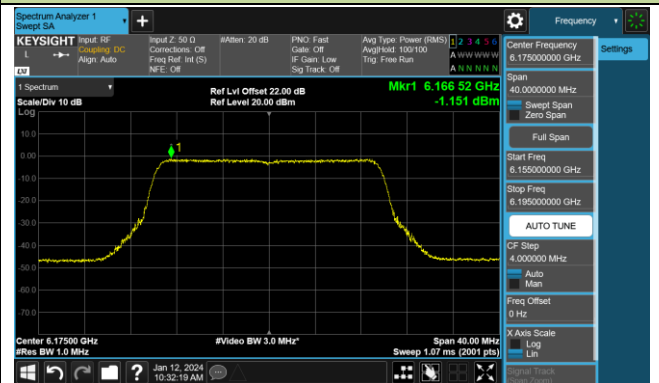 Spectrum Analyzer 1
Swept SA
Frequency
KEYSIGHT
L
LXI
Input: RF
Coupling: DC
Align: Auto
Input Z: 50 Ω
Corrections: Off
Freq Ref: Int (S)
NFE: Off
#Atten: 20 dB
PNO: Fast
Gate: Off
IF Gain: Low
Sig Track: Off
Avg Type: Power (RMS)
Avg|Hold: 100/100
Trig: Free Run
1 2 3 4 5 6
A W W W W W
A N N N N N
1 Spectrum
Scale/Div 10 dB
Log
Ref Lvl Offset 22.00 dB
Ref Level 20.00 dBm
Mkr1 6.166 52 GHz
-1.151 dBm
10.0
0.00
-10.0
-20.0
-30.0
-40.0
-50.0
-60.0
-70.0
1
Center 6.17500 GHz
#Res BW 1.0 MHz
#Video BW 3.0 MHz*
Span 40.00 MHz
Sweep 1.07 ms (2001 pts)
Center Frequency
6.175000000 GHz
Settings
Span
40.0000000 MHz
Swept Span
Zero Span
Full Span
Start Freq
6.155000000 GHz
Stop Freq
6.195000000 GHz
AUTO TUNE
CF Step
4.000000 MHz
Auto
Man
Freq Offset
0 Hz
X Axis Scale
Log
Lin
Signal Track
(Span Zoom)
?
Jan 12, 2024
10:32:19 AM